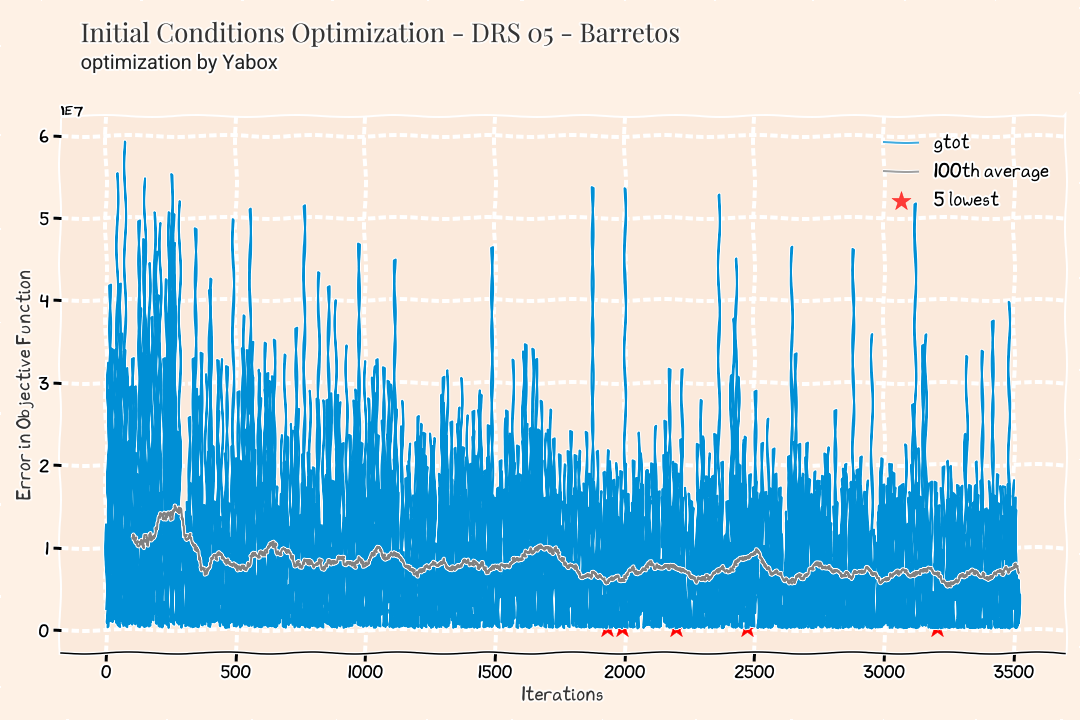 Initial Conditions Optimization - DRS 05 - Barretos
optimization by Yabox
1E7
6
5
4
3
2
1
0
Error in Objective Function
gtot
100th average
5 lowest
0 500 1000 1500 2000 2500 3000 3500
Iterations